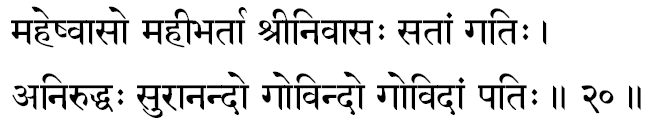 महेष्वासो महीभर्ता श्रीनिवासः सतां गतिः ।
अनिरुद्धः सुरानन्दो गोविन्दो गोविदां पतिः ॥ २० ॥